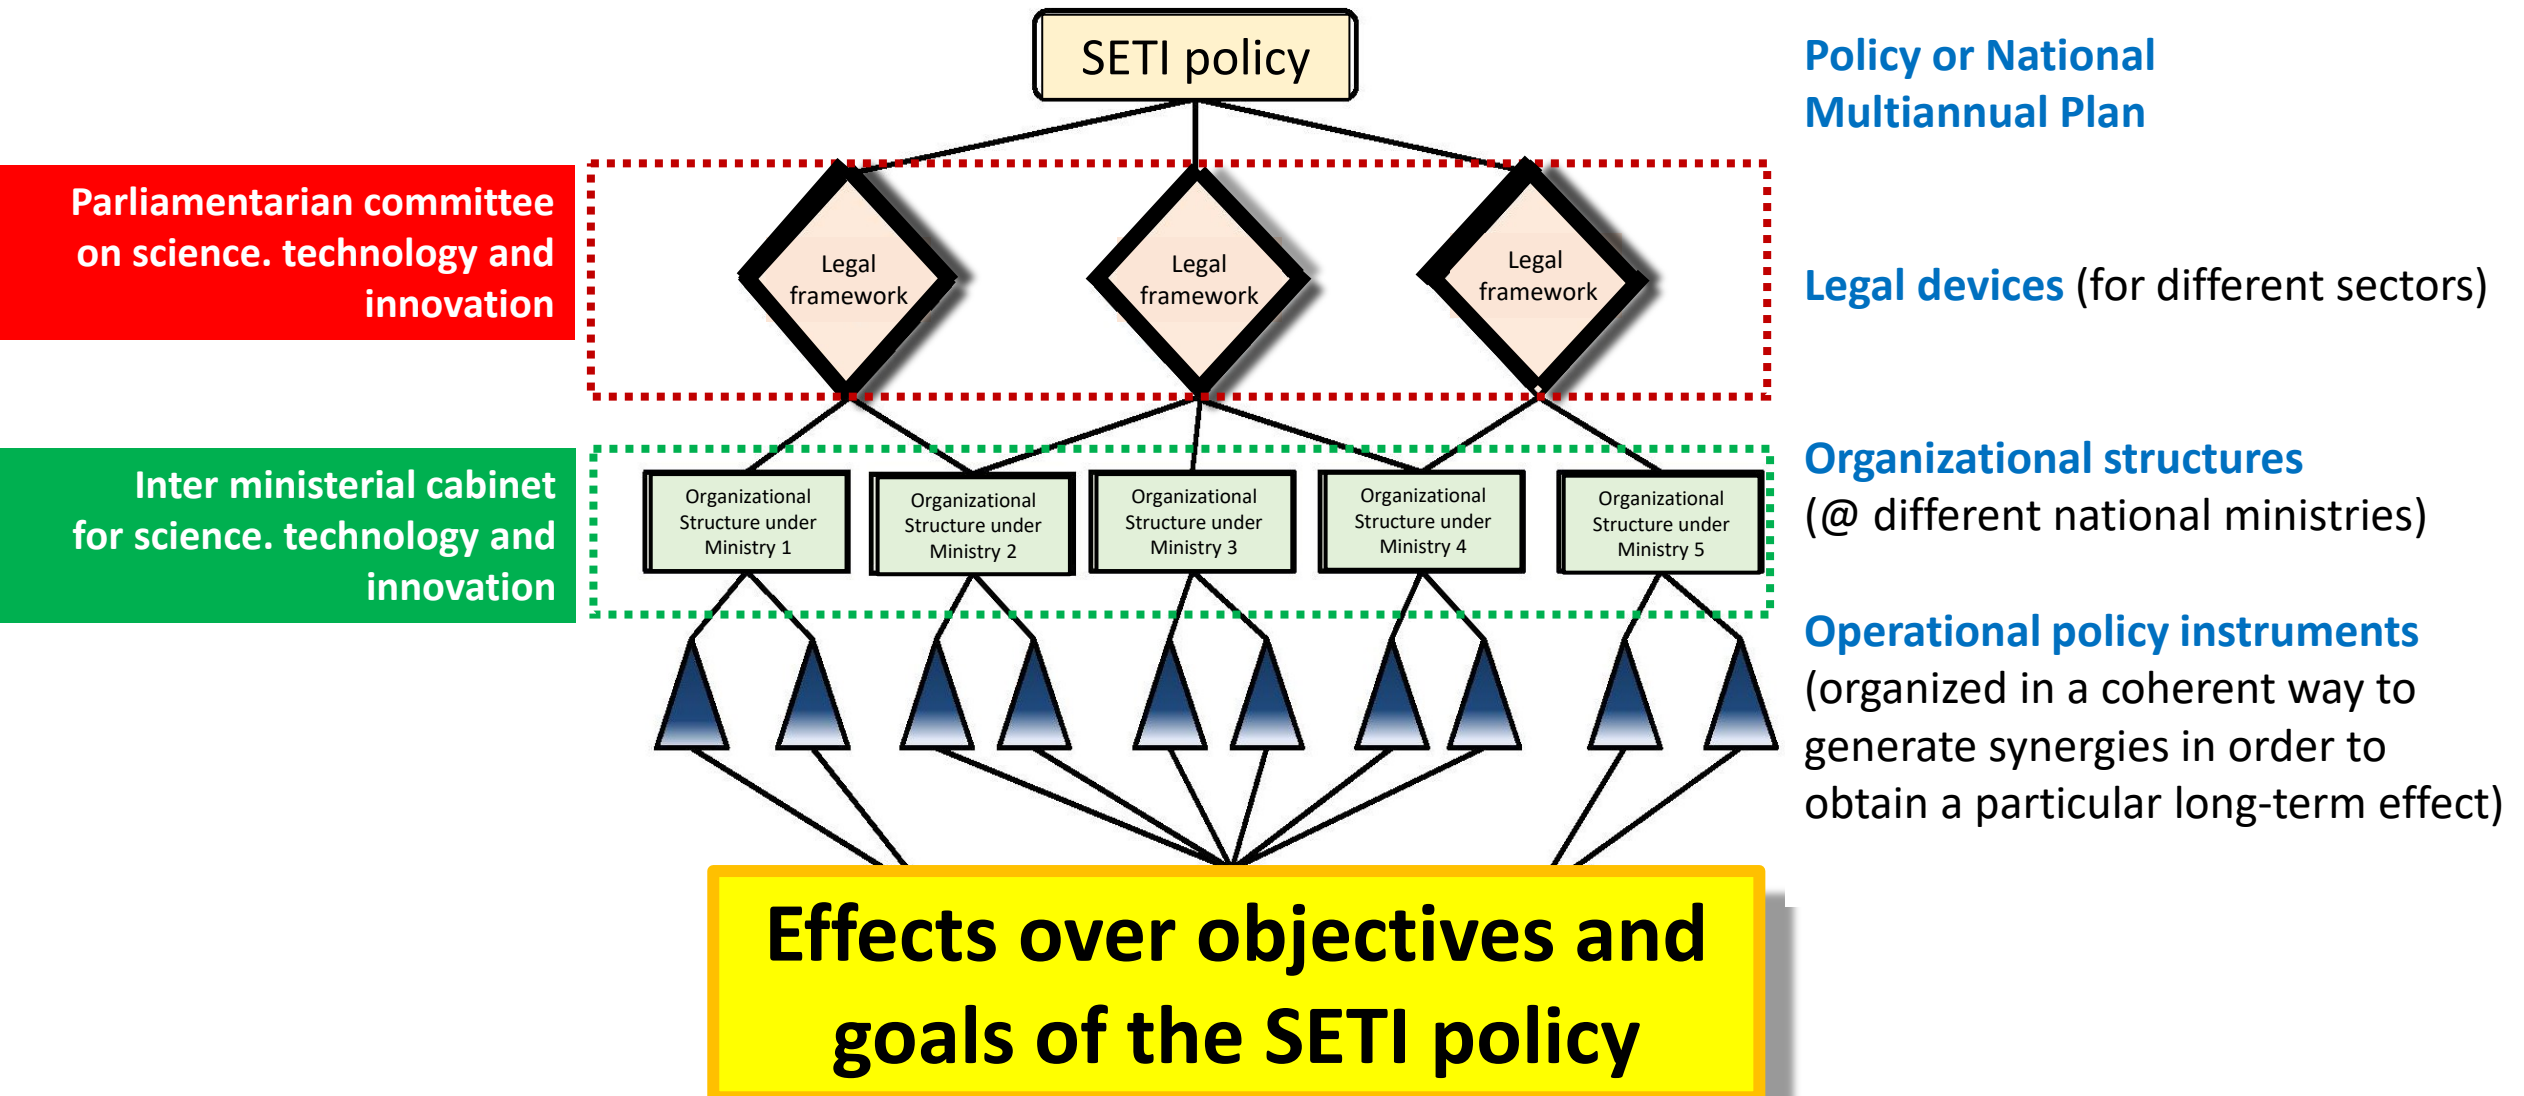 SETI policy
Policy or National
Multiannual Plan
Parliamentarian committee
on science. technology and
innovation
Legal
framework
Legal
framework
Legal
framework
Legal devices (for different sectors)
Inter ministerial cabinet
for science. technology and
innovation
Organizational
Structure under
Ministry 1
Organizational
Structure under
Ministry 2
Organizational
Structure under
Ministry 3
Organizational
Structure under
Ministry 4
Organizational
Structure under
Ministry 5
Organizational structures
(@ different national ministries)
Operational policy instruments
(organized in a coherent way to
generate synergies in order to
obtain a particular long-term effect)
Effects over objectives and
goals of the SETI policy